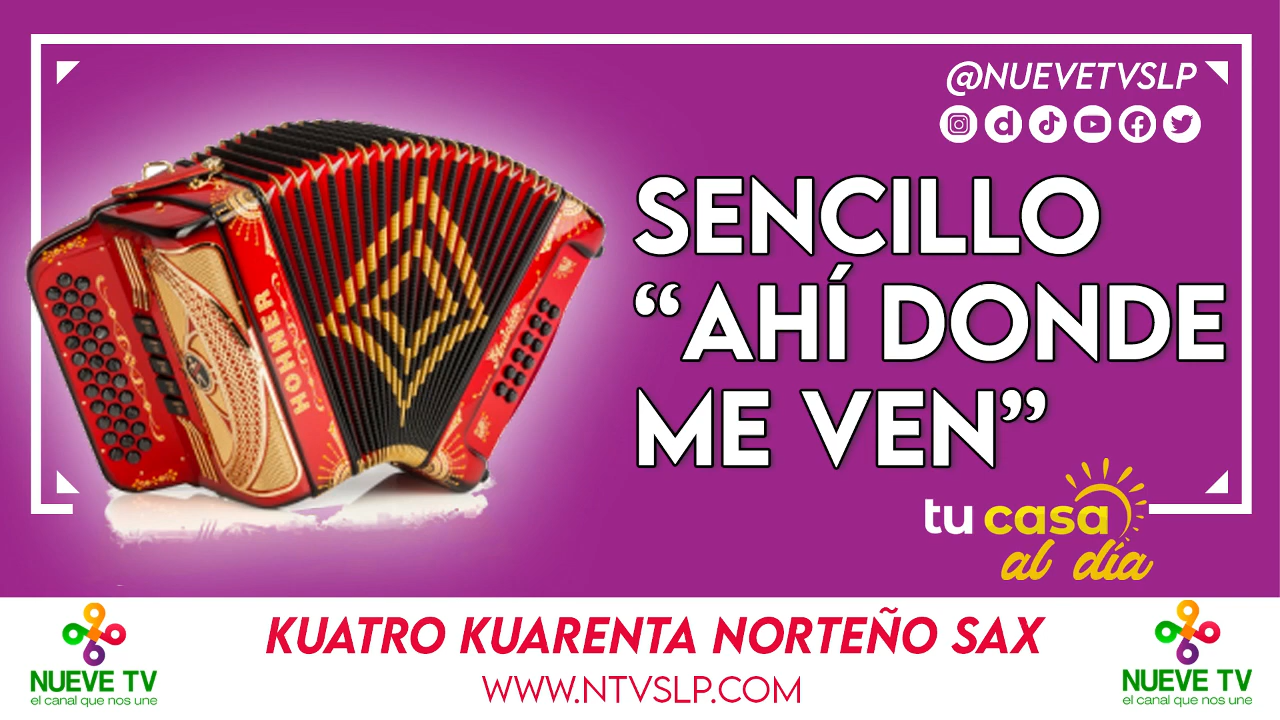 @NUEVETVSLP
SENCILLO
“AHÍ DONDE
ME VEN”
HOHNER
tu casa
al día
KUATRO KUARENTA NORTEÑO SAX
WWW.NTVSLP.COM
NUEVE TV
el canal que nos une
NUEVE TV
el canal que nos une